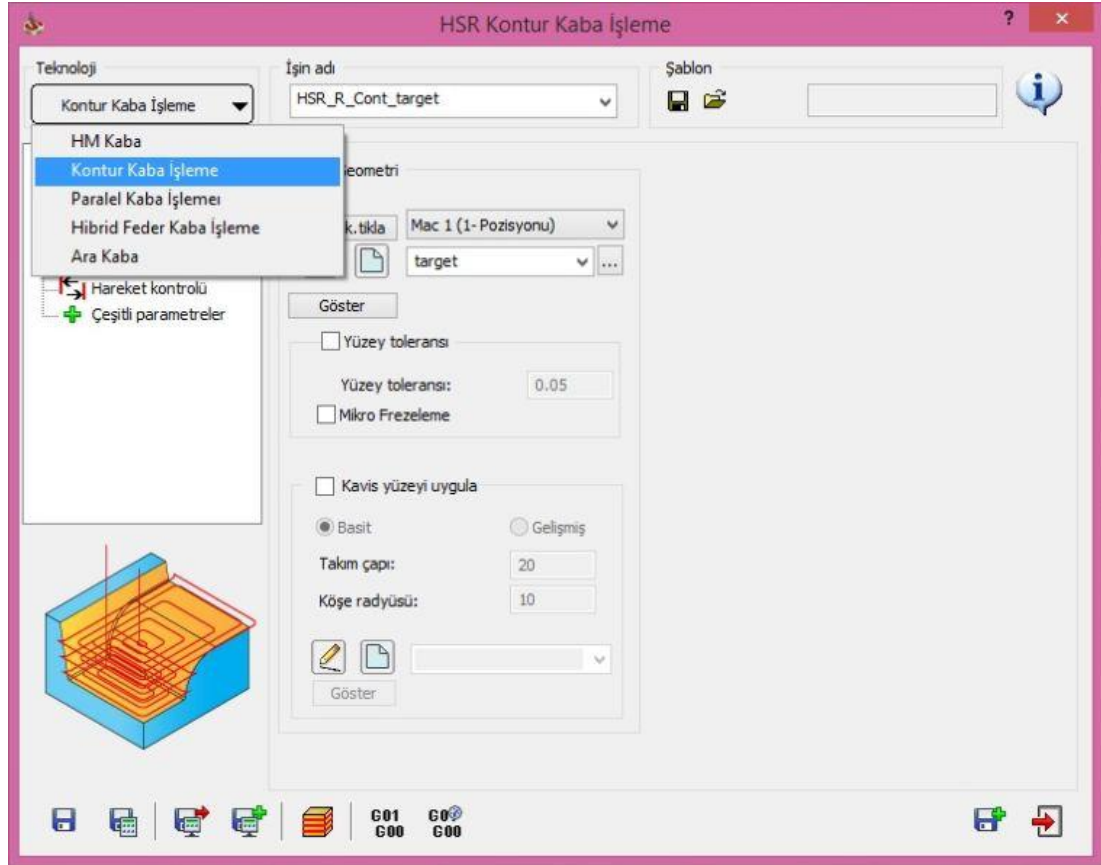 HSR Kontur Kaba İşleme
?
Teknoloji
İşin adı
Şablon
Kontur Kaba İşleme
HSR_R_Cont_target
HM Kaba
Kontur Kaba İşleme
Paralel Kaba İşlemeı
Hibrid Feder Kaba İşleme
Ara Kaba
Hareket kontrolü
Çeşitli parametreler
eometri
k.tikla
Mac 1 (1- Pozisyonu)
target
...
Göster
Yüzey toleransı
Yüzey toleransı: 0.05
Mikro Frezeleme
Kavis yüzeyi uygula
Basit
Gelişmiş
Takım çapı: 20
Köşe radyüsü: 10
Göster
G01 G0
G00 G00